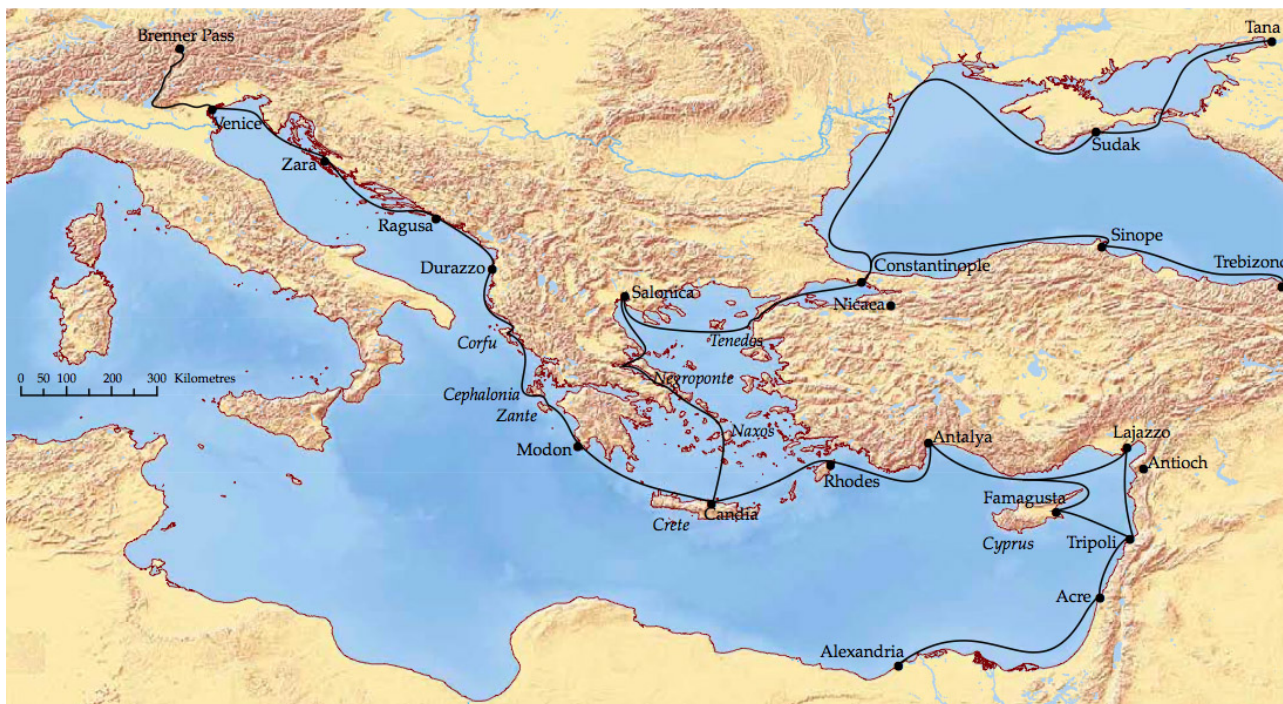 Brenner Pass
Tana
Venice
Sudak
Zara
Ragusa
Sinope
Durazzo
Constantinople
Trebizond
Salonica
Nicaea
Corfu
Tenedos
0 50 100 200 300 Kilometres
Negroponte
Cephalonia
Zante
Naxos
Modon
Antalya
Lajazzo
Antioch
Rhodes
Famagusta
Candia
Crete
Cyprus
Tripoli
Acre
Alexandria